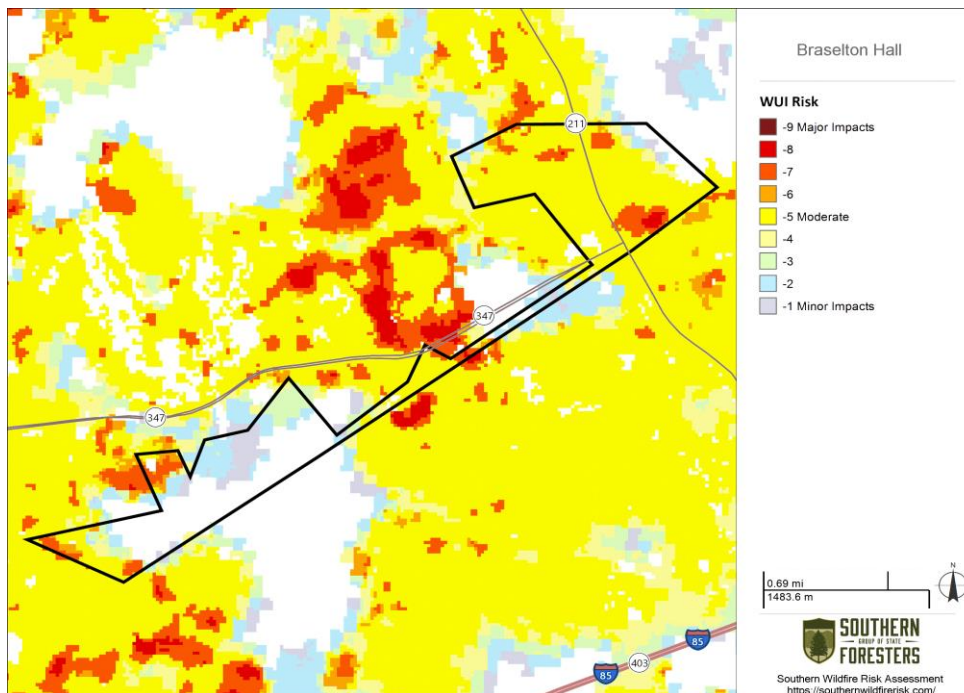 Braselton Hall
WUI Risk
-9 Major Impacts
-8
-7
-6
-5 Moderate
-4
-3
-2
-1 Minor Impacts
211
347
347
85
403
85
0.69 mi
1483.6 m
N
SOUTHERN
GROUP OF STATE
FORESTERS
Southern Wildfire Risk Assessment
https://southernwildfirerisk.com/